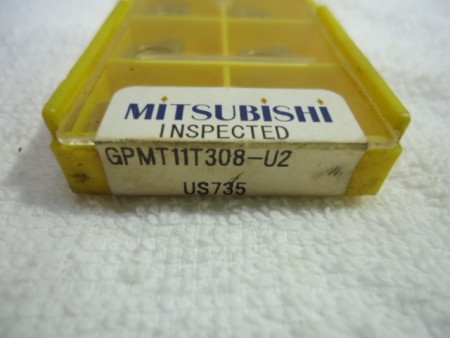 MITSUBISHI
INSPECTED
GPMT11T308-U2
US735